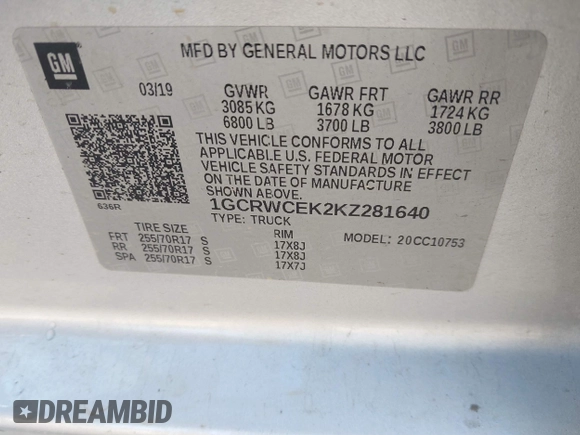 GM
MFD BY GENERAL MOTORS LLC
03/19 GVWR GAWR FRT GAWR RR
3085 KG 1678 KG 1724 KG
6800 LB 3700 LB 3800 LB
THIS VEHICLE CONFORMS TO ALL
APPLICABLE U.S. FEDERAL MOTOR
VEHICLE SAFETY STANDARDS IN EFFECT
ON THE DATE OF MANUFACTURE
SHOWN ABOVE.
636R
1GCRWCEK2KZ281640
TYPE: TRUCK
TIRE SIZE RIM MODEL: 20CC10753
FRT 255/70R17 S 17X8J
RR 255/70R17 S 17X8J
SPA 255/70R17 S 17X7J
DREAMBID